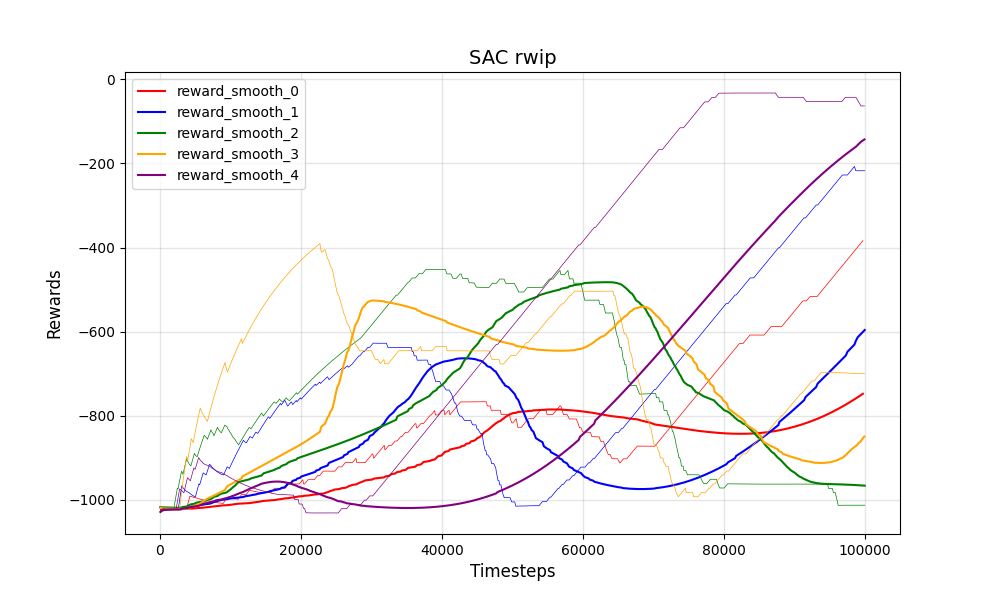 SAC rwip
reward_smooth_0
reward_smooth_1
reward_smooth_2
reward_smooth_3
reward_smooth_4
Rewards
0
−200
−400
−600
−800
−1000
0 20000 40000 60000 80000 100000
Timesteps